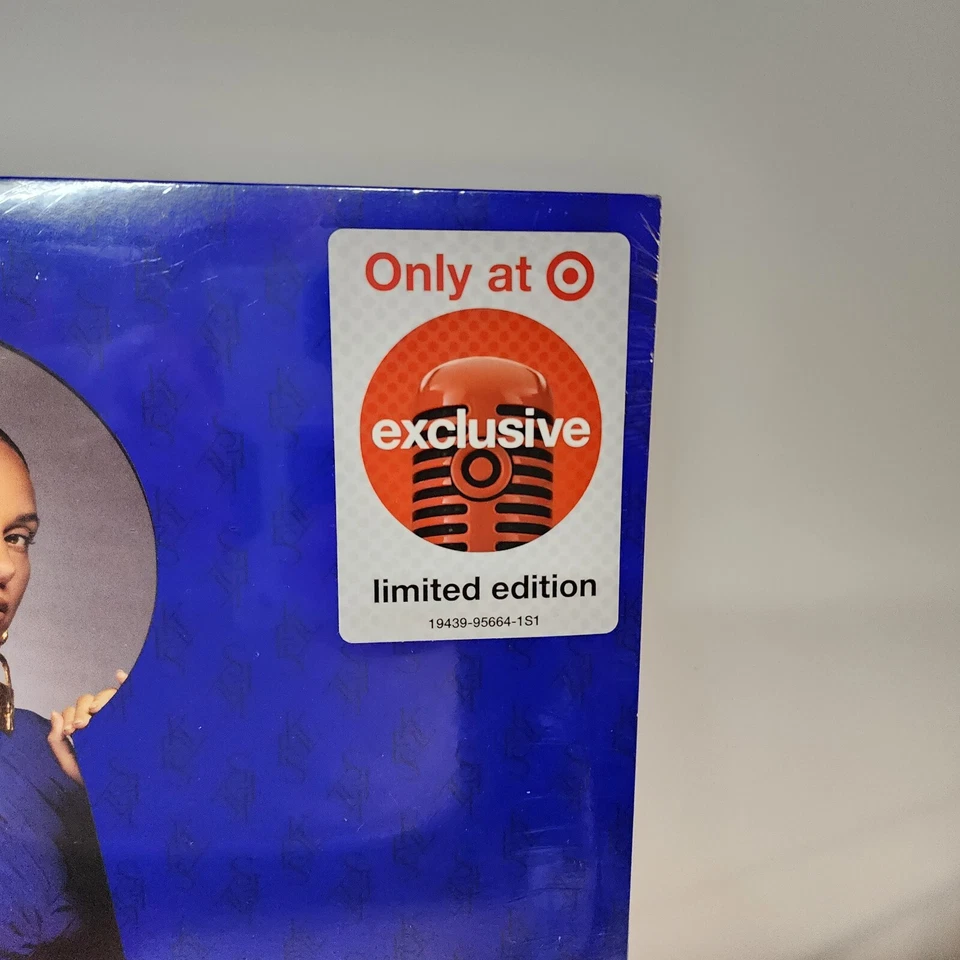 Only at
exclusive
limited edition
19439-95664-1S1